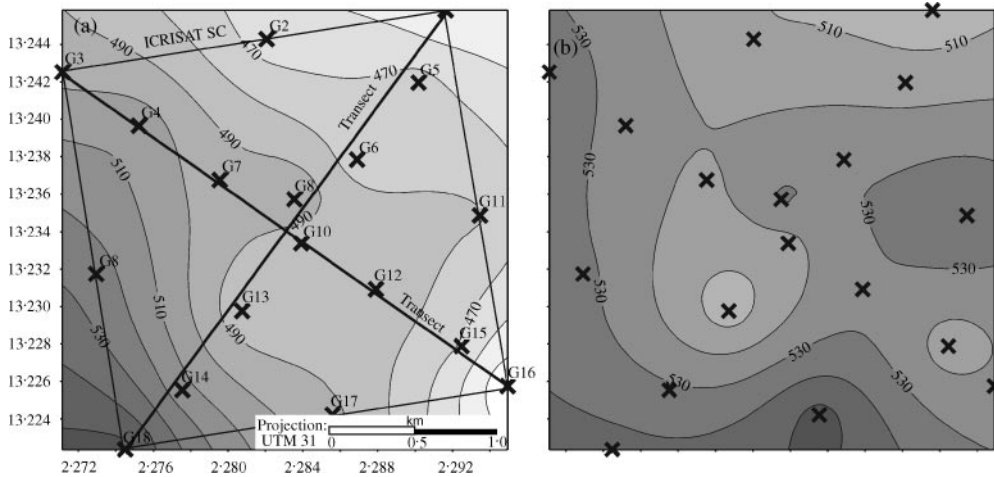 (a)
G2
470
490
ICRISAT SC
13·244
G3
470
G5
13·242
Transect
G4
13·240
490
510
G6
13·238
G7
13·236
G8
G11
490
13·234
G10
13·232
G8
G12
13·230
G13
Transect
510
490
470
G15
13·228
530
G14
G16
13·226
G17
13·224
Projection:
km
UTM 31
0
0·5
1·0
G18
2·272
2·276
2·280
2·284
2·288
2·292
(b)
530
510
510
530
530
530
530
530
530